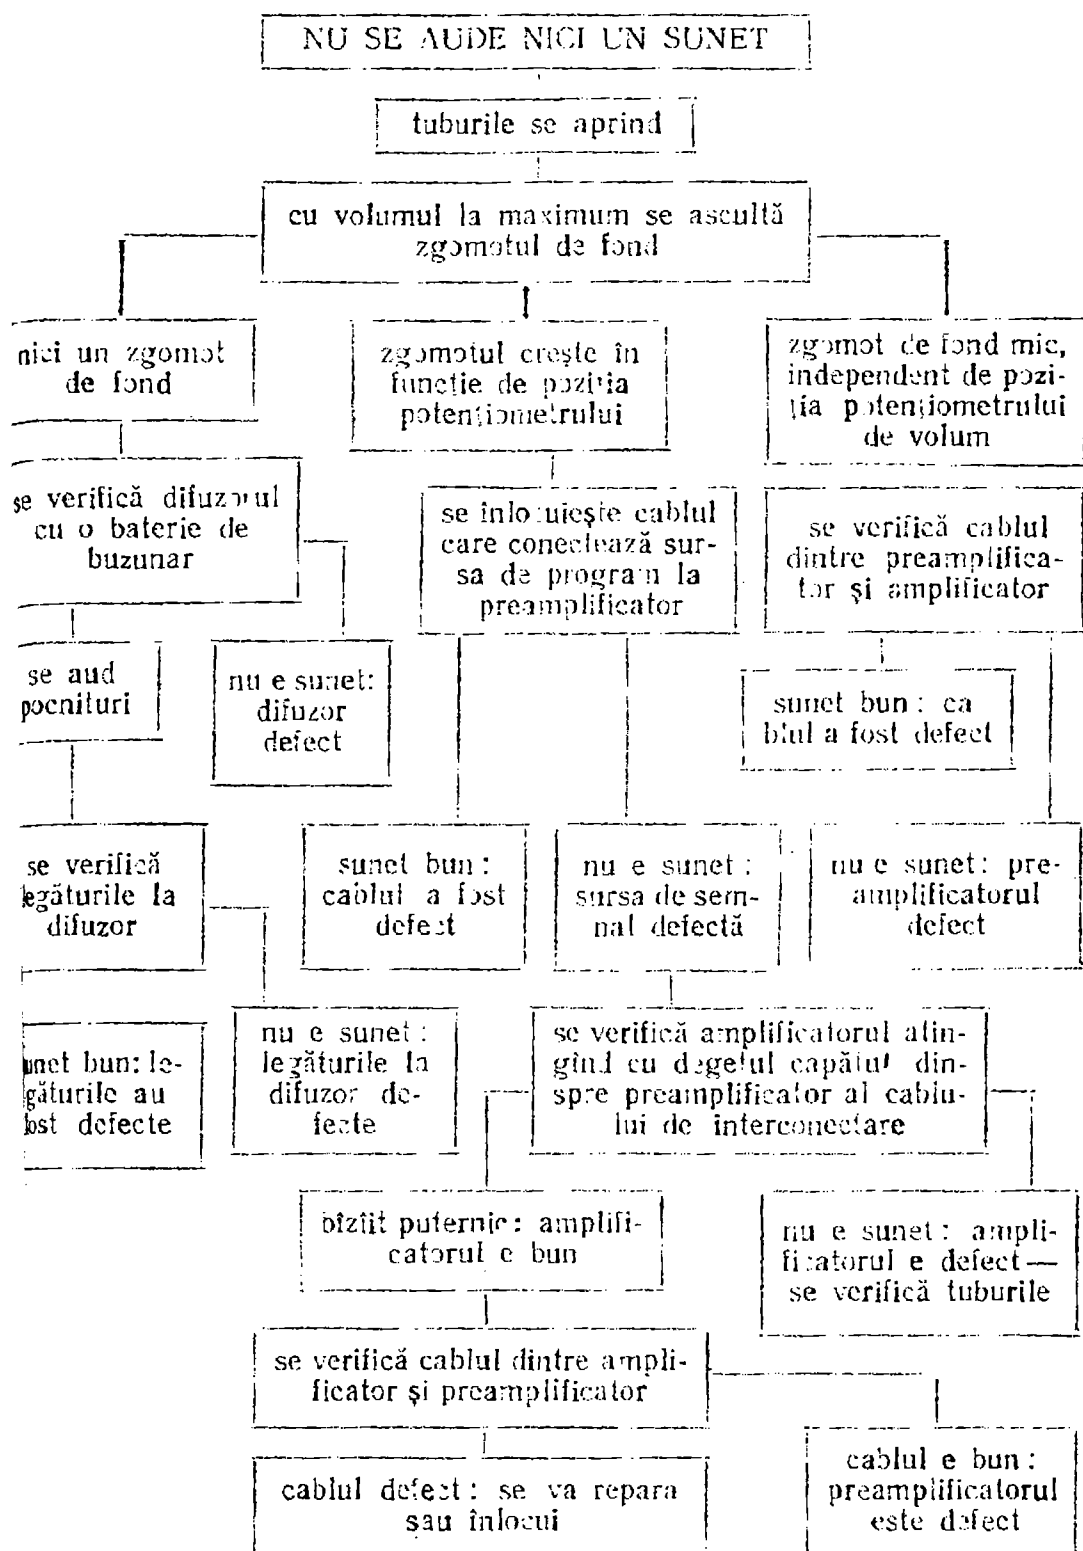 NU SE AUDE NICI UN SUNET
tuburile se aprind
cu volumul la maximum se ascultă
zgomotul de fond
nici un zgomot
de fond
zgomotul crește în
funcție de poziția
potențiometrului
zgomot de fond mic,
independent de pozi-
ția potențiometrului
de volum
se verifică difuzorul
cu o baterie de
buzunar
se înlocuiește cablul
care conectează sur-
sa de program la
preamplificator
se verifică cablul
dintre preamplifica-
tor și amplificator
se aud
pocnituri
nu e sunet:
difuzor
defect
sunet bun: ca
blul a fost defect
se verifică
legăturile la
difuzor
sunet bun:
cablul a fost
defect
nu e sunet:
sursa de sem-
nal defectă
nu e sunet: pre-
amplificatorul
defect
unet bun: le-
găturile au
fost defecte
nu e sunet:
legăturile la
difuzor de-
fecte
se verifică amplificatorul atin-
gînd cu degetul capătul din-
spre preamplificator al cablu-
lui de interconectare
bîzîit puternic: amplifi-
catorul e bun
nu e sunet: ampli-
ficatorul e defect—
se verifică tuburile
se verifică cablul dintre ampli-
ficator și preamplificator
cablul defect: se va repara
sau înlocui
cablul e bun:
preamplificatorul
este defect